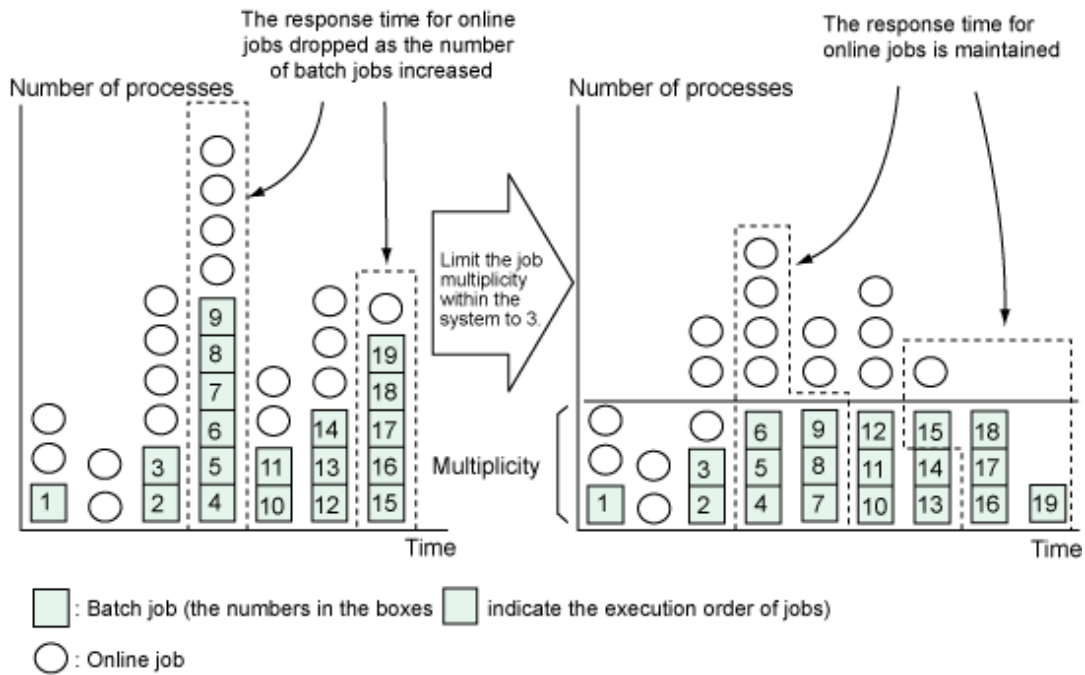 The response time for online
jobs dropped as the number
of batch jobs increased
Number of processes
9
8
7
6
5
4
3
2
1
11
10
14
13
12
19
18
17
16
15
Time
Limit the job
multiplicity
within the
system to 3.
The response time for
online jobs is maintained
Number of processes
Multiplicity
1
3
2
6
5
4
9
8
7
12
11
10
15
14
13
18
17
16
19
Time
: Batch job (the numbers in the boxes indicate the execution order of jobs)
: Online job